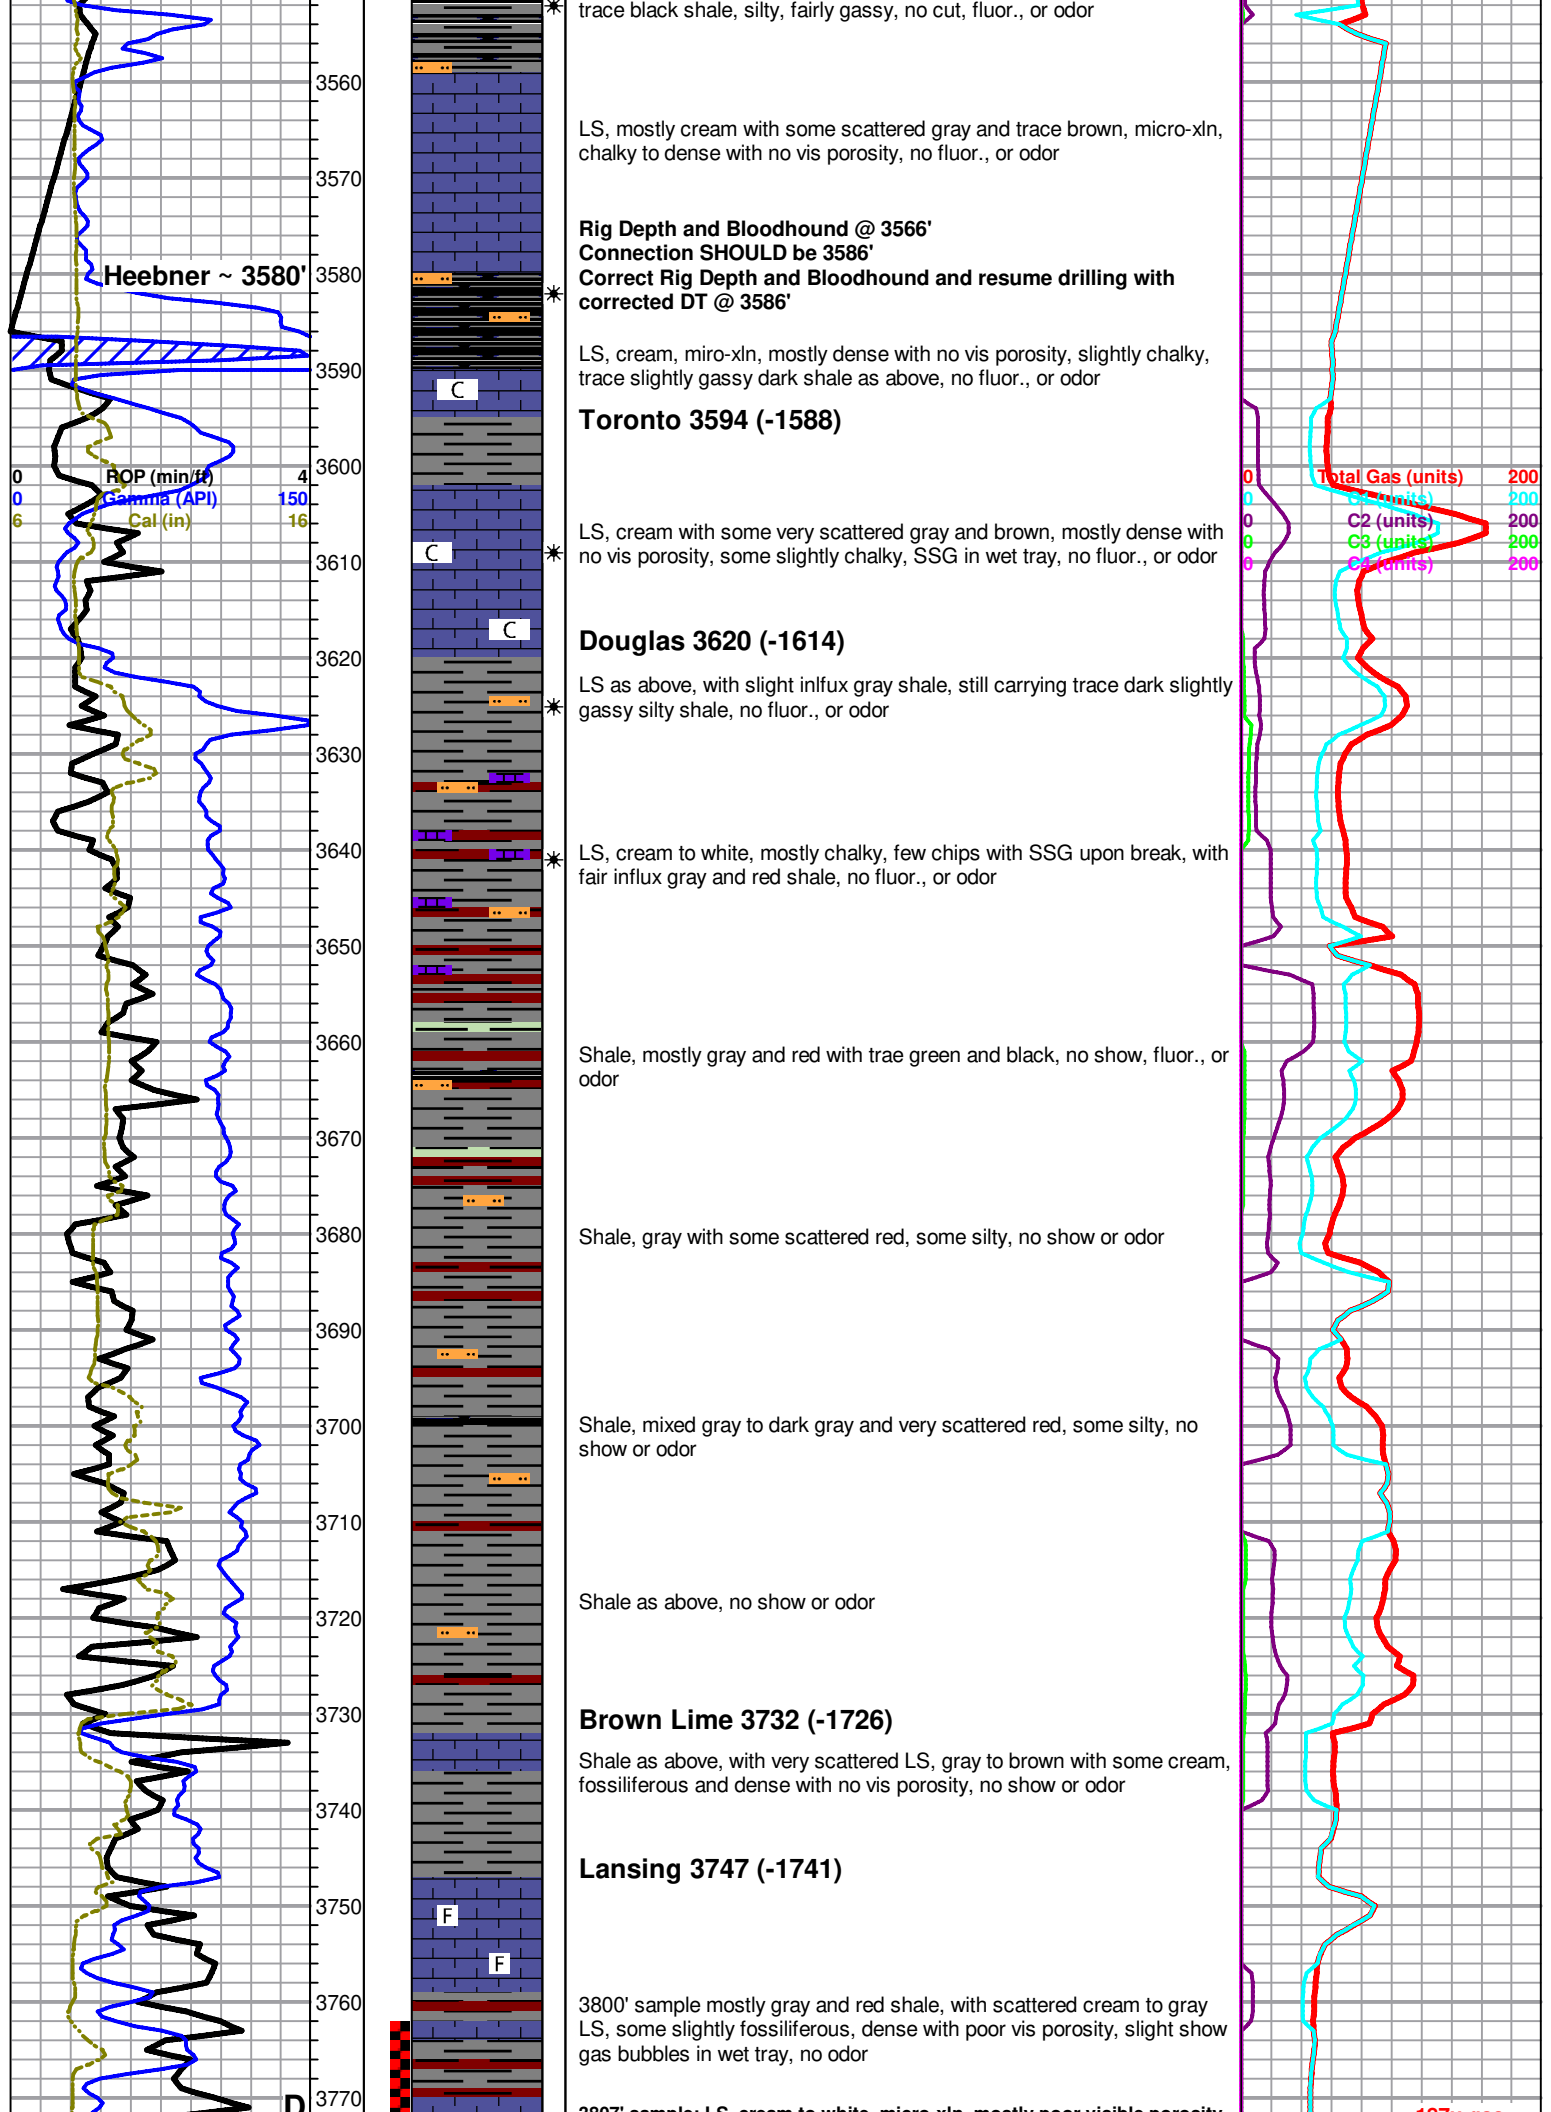 trace black shale, silty, fairly gassy, no cut, fluor., or odor
3560
LS, mostly cream with some scattered gray and trace brown, micro-xln,
chalky to dense with no vis porosity, no fluor., or odor
3570
Rig Depth and Bloodhound @ 3566'
Connection SHOULD be 3586'
Correct Rig Depth and Bloodhound and resume drilling with
corrected DT @ 3586'
Heebner ~ 3580'
3580
LS, cream, miro-xln, mostly dense with no vis porosity, slightly chalky,
trace slightly gassy dark shale as above, no fluor., or odor
3590
C
Toronto 3594 (-1588)
3600
0 ROP (min/ft) 4
0 Gamma (API) 150
6 Cal (in) 16
0 Total Gas (units) 200
0 C1 (units) 200
0 C2 (units) 200
0 C3 (units) 200
0 C4 (units) 200
LS, cream with some very scattered gray and brown, mostly dense with
no vis porosity, some slightly chalky, SSG in wet tray, no fluor., or odor
C
3610
C
Douglas 3620 (-1614)
3620
LS as above, with slight inlfux gray shale, still carrying trace dark slightly
gassy silty shale, no fluor., or odor
3630
3640
LS, cream to white, mostly chalky, few chips with SSG upon break, with
fair influx gray and red shale, no fluor., or odor
3650
3660
Shale, mostly gray and red with trae green and black, no show, fluor., or
odor
3670
3680
Shale, gray with some scattered red, some silty, no show or odor
3690
3700
Shale, mixed gray to dark gray and very scattered red, some silty, no
show or odor
3710
Shale as above, no show or odor
3720
3730
Brown Lime 3732 (-1726)
Shale as above, with very scattered LS, gray to brown with some cream,
fossiliferous and dense with no vis porosity, no show or odor
3740
Lansing 3747 (-1741)
3750
F
F
3760
3800' sample mostly gray and red shale, with scattered cream to gray
LS, some slightly fossiliferous, dense with poor vis porosity, slight show
gas bubbles in wet tray, no odor
3770
D